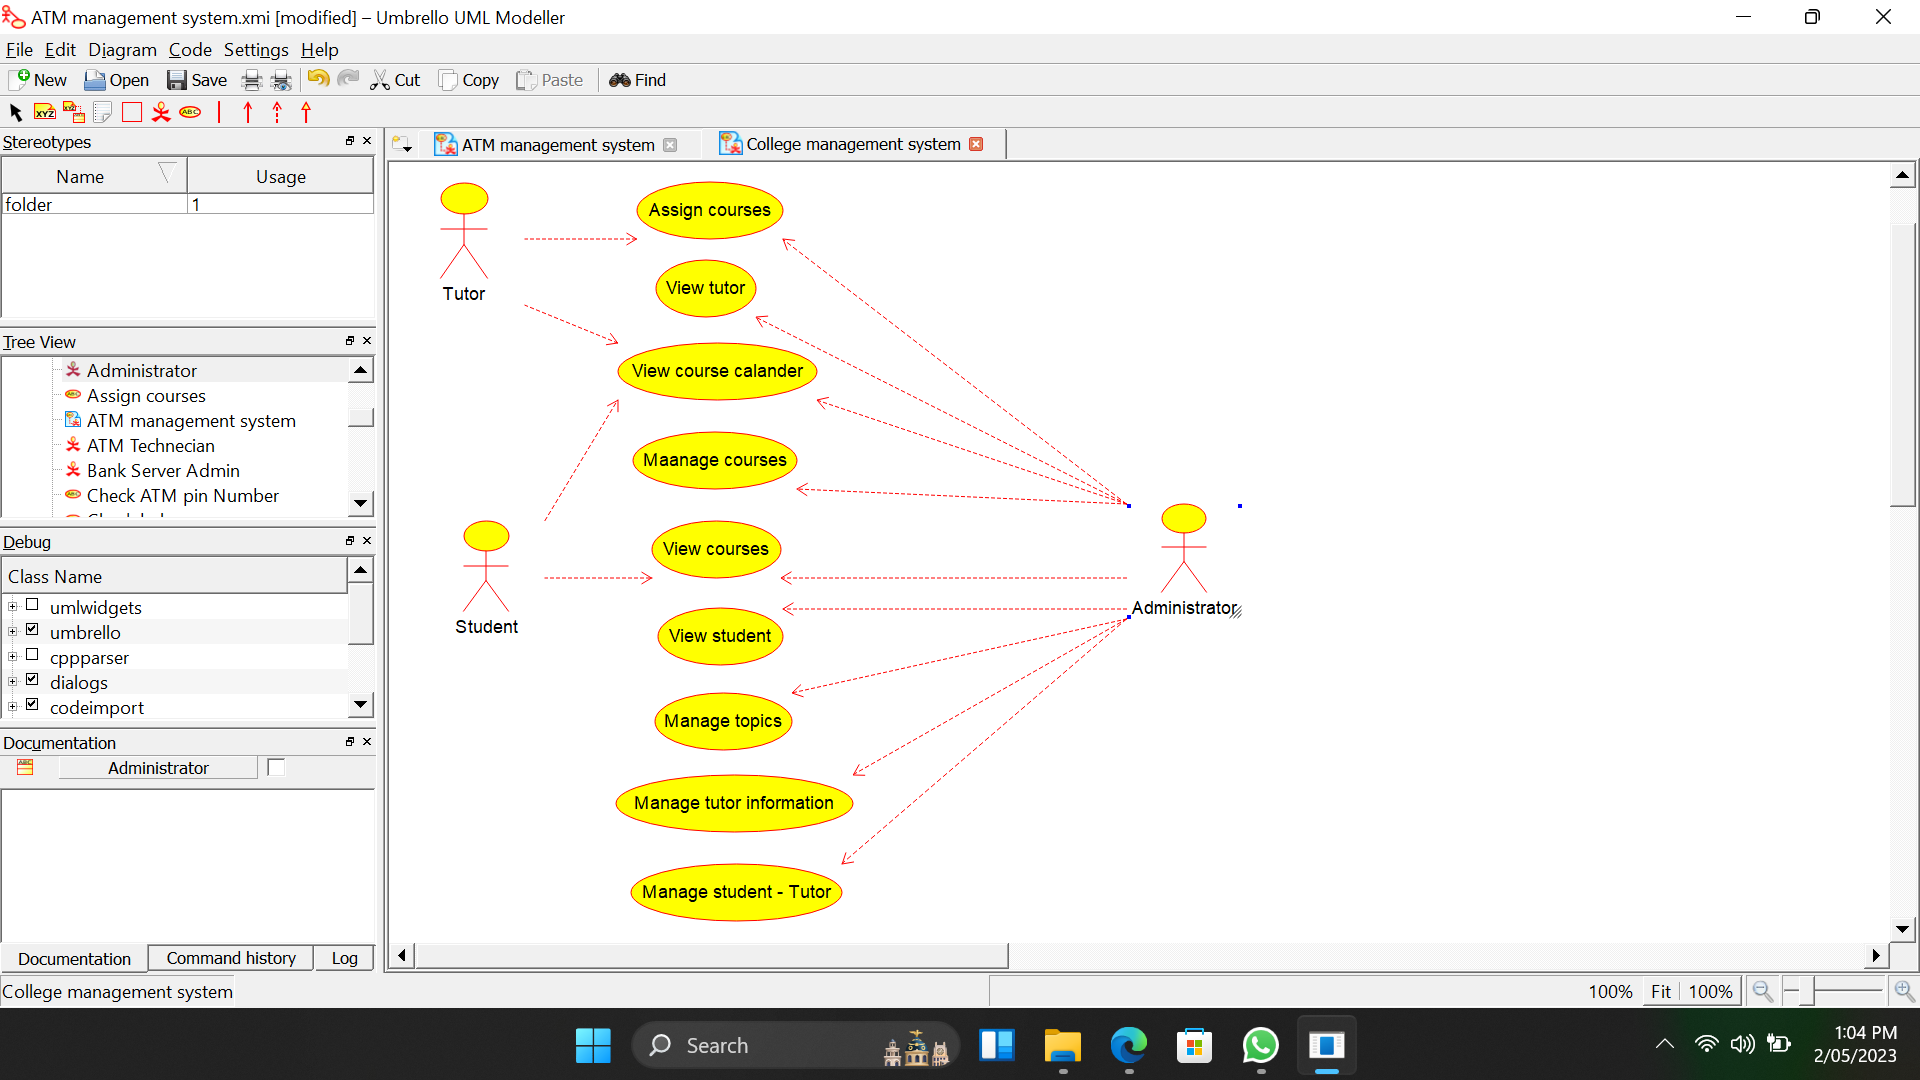 ATM management system.xmi [modified] – Umbrello UML Modeller
File Edit Diagram Code Settings Help
New Open Save Cut Copy Paste Find
XYZ XYZ ABC
Stereotypes
ATM management system College management system
Name Usage
folder 1
Tree View
Administrator
Assign courses
ATM management system
ATM Technecian
Bank Server Admin
Check ATM pin Number
Debug
Class Name
umlwidgets
umbrello
cppparser
dialogs
codeimport
Documentation
Administrator
Documentation Command history Log
Assign courses
Tutor
View tutor
View course calander
Maanage courses
View courses
Student
Administrator
View student
Manage topics
Manage tutor information
Manage student - Tutor
College management system
100% Fit 100%
Search
1:04 PM
2/05/2023